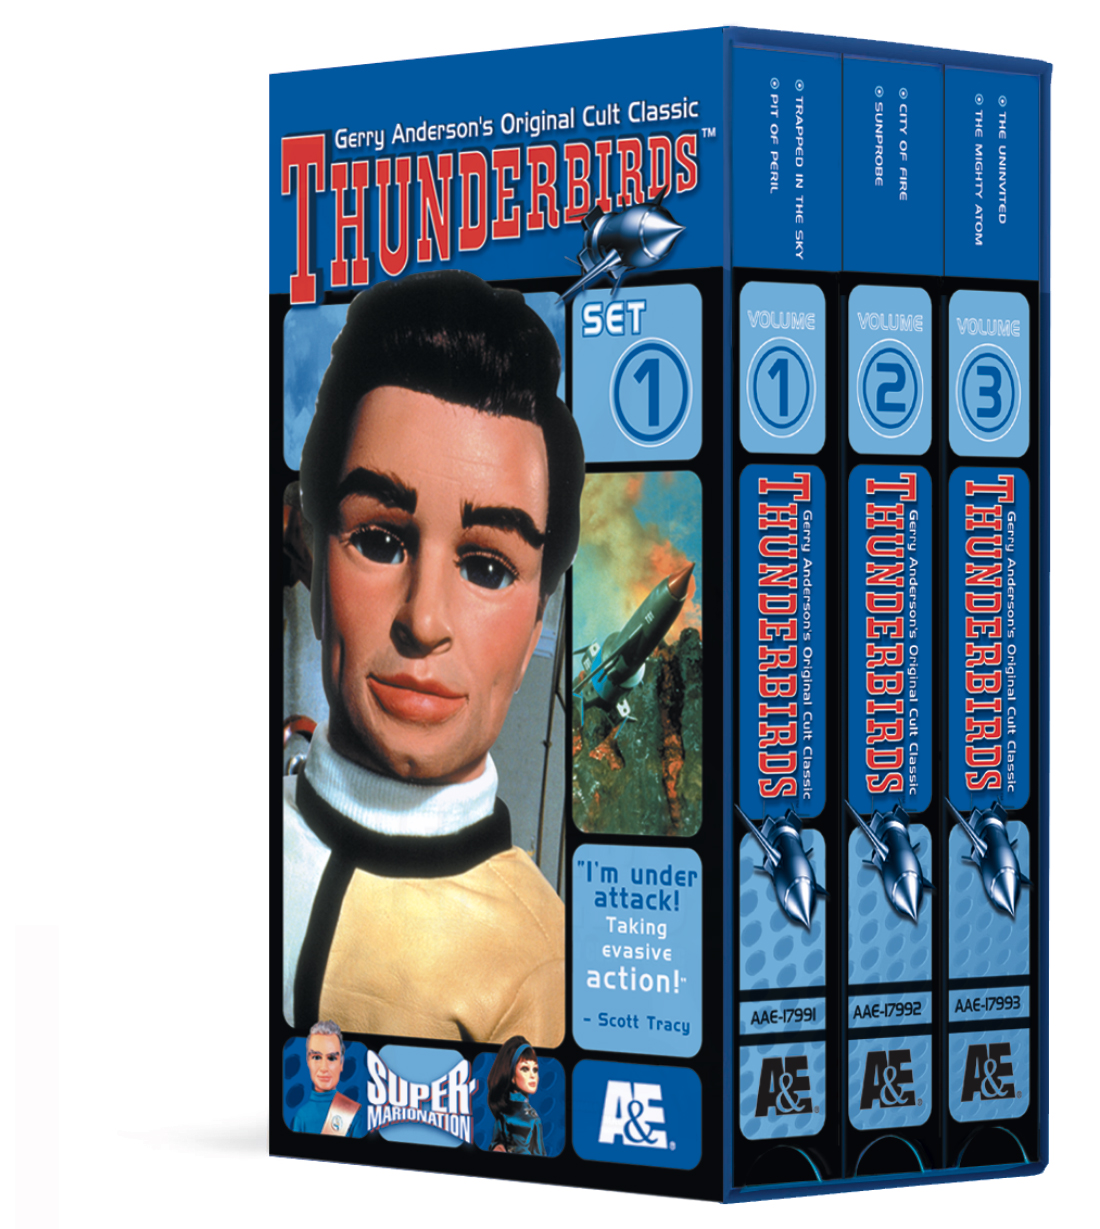 Gerry Anderson's Original Cult Classic
THUNDERBIRDS™
SET
1
"I'm under
attack!
Taking
evasive
action!"
- Scott Tracy
SUPER-
MARIONATION
A&E®
TRAPPED IN THE SKY
PIT OF PERIL
VOLUME
1
Gerry Anderson's Original Cult Classic
THUNDERBIRDS
AAE-17991
A&E
CITY OF FIRE
SUNPROBE
VOLUME
2
Gerry Anderson's Original Cult Classic
THUNDERBIRDS
AAE-17992
A&E
THE UNINVITED
THE MIGHTY ATOM
VOLUME
3
Gerry Anderson's Original Cult Classic
THUNDERBIRDS
AAE-17993
A&E